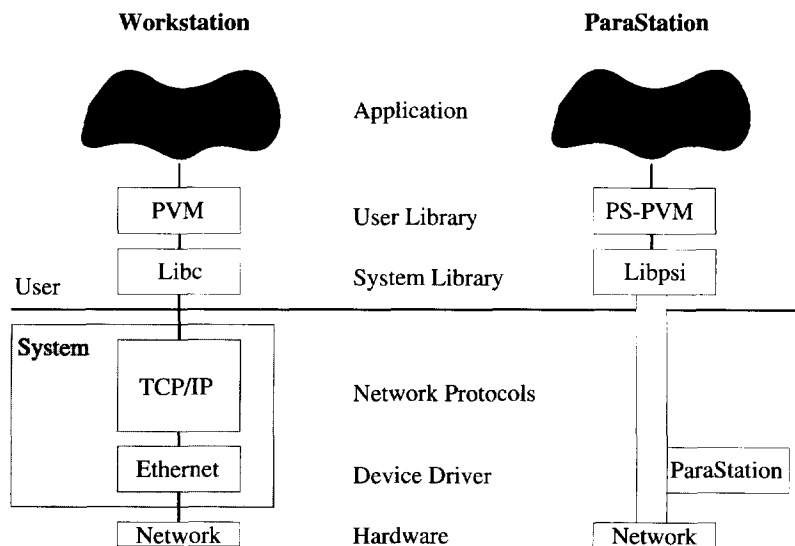 Workstation ParaStation
Application
PVM User Library PS-PVM
Libc System Library Libpsi
User
System
TCP/IP Network Protocols
Ethernet Device Driver ParaStation
Network Hardware Network